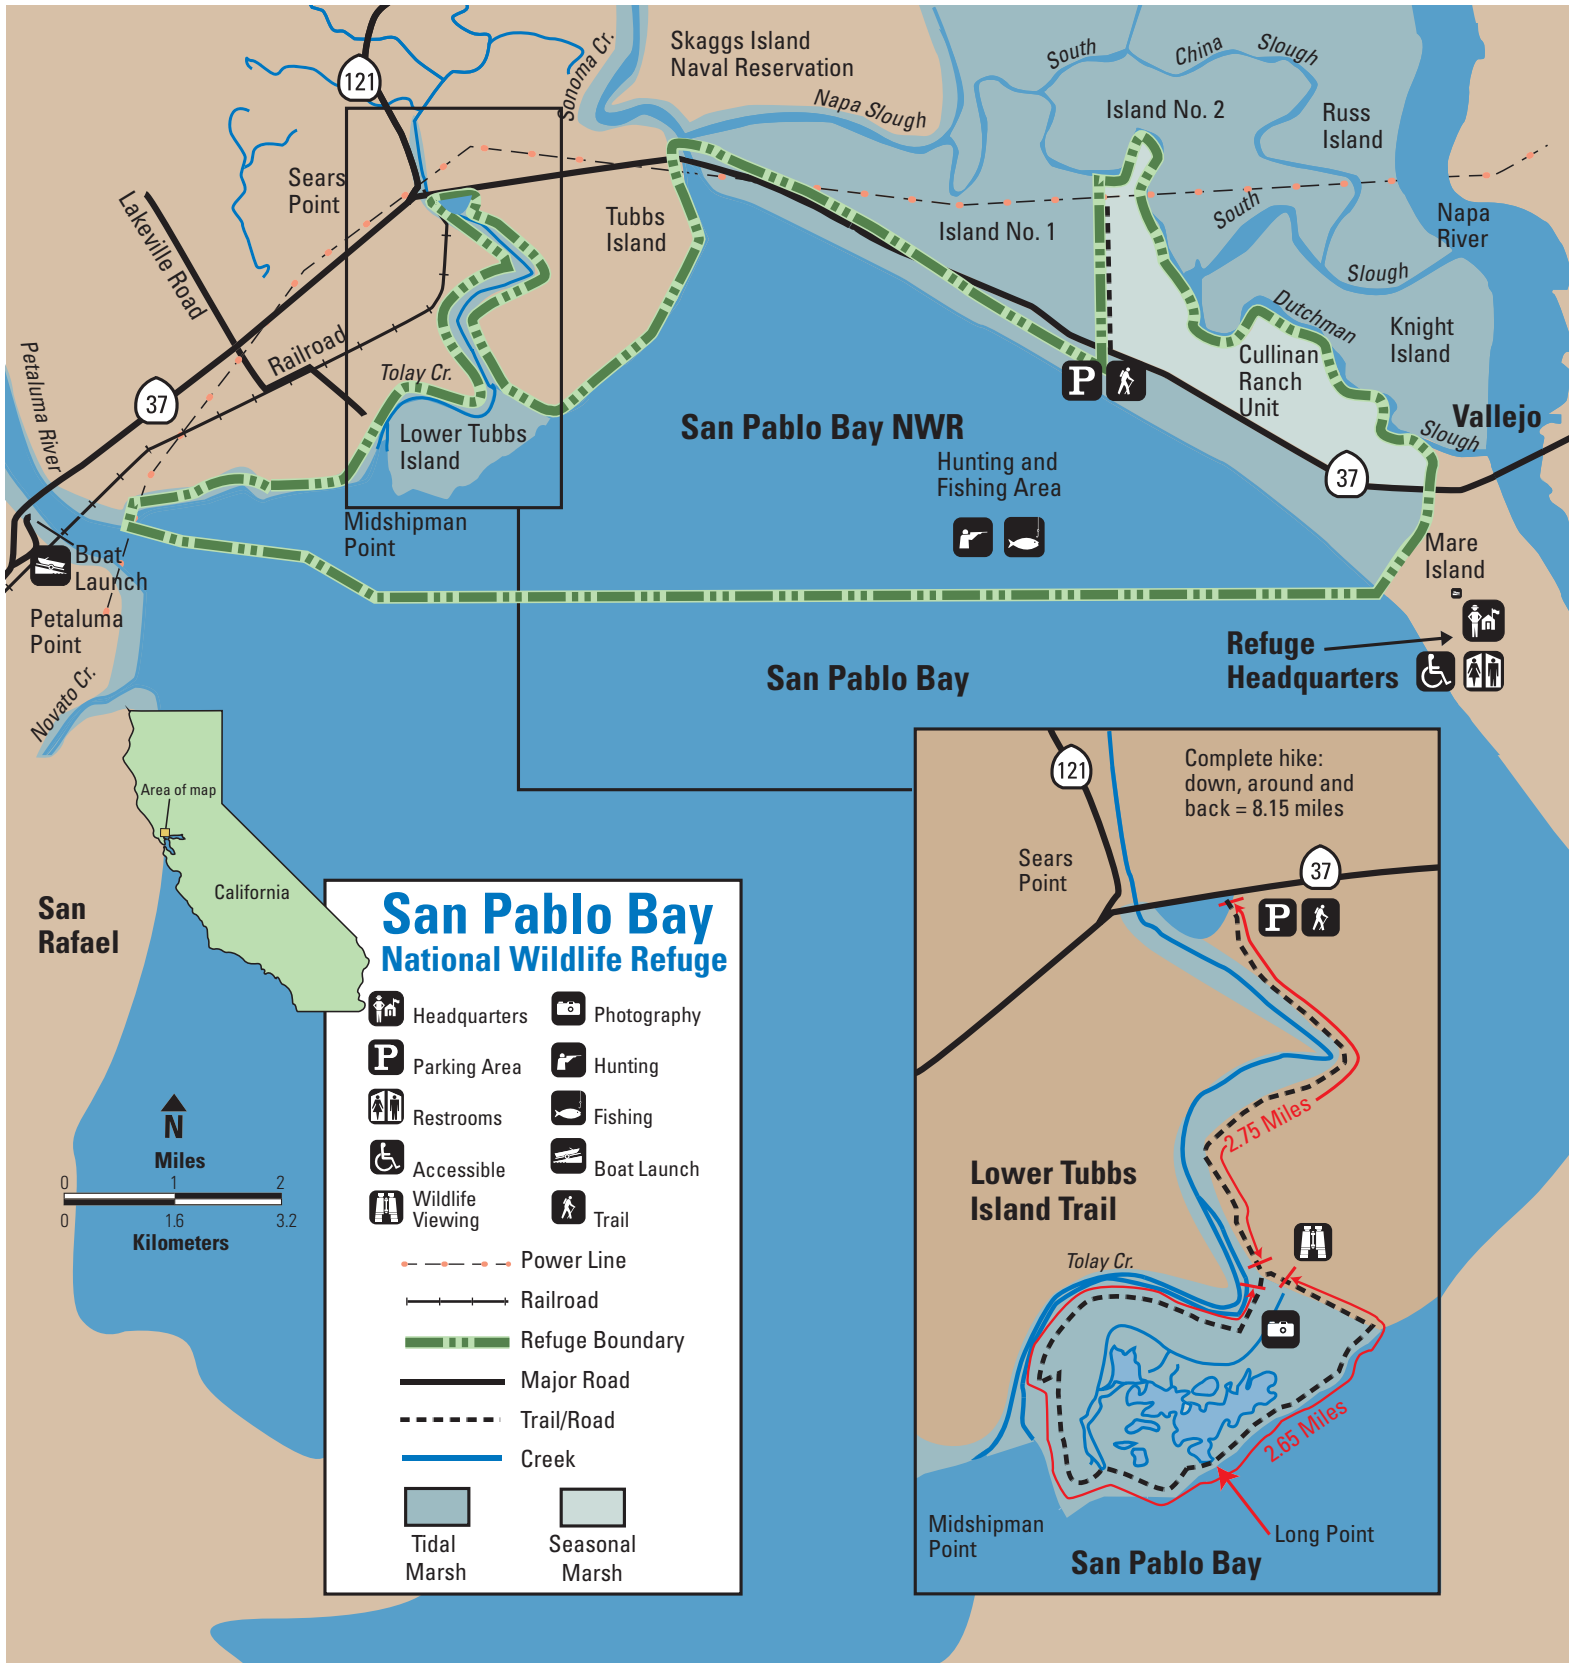 121
Sonoma Cr.
Skaggs Island
Naval Reservation
Napa Slough
South
China
Slough
Island No. 2
Russ
Island
Sears
Point
Lakeville Road
Tubbs
Island
Island No. 1
South
Napa
River
Slough
Petaluma River
Railroad
Tolay Cr.
37
Dutchman
Knight
Island
Cullinan
Ranch
Unit
P
Slough
Vallejo
Lower Tubbs
Island
San Pablo Bay NWR
Hunting and
Fishing Area
37
Midshipman
Point
Boat
Launch
Mare
Island
Petaluma
Point
Refuge
Headquarters
Novato Cr.
San Pablo Bay
Area of map
California
San
Rafael
N
Miles
0 1 2
0 1.6 3.2
Kilometers
San Pablo Bay
National Wildlife Refuge
Headquarters
Photography
P
Parking Area
Hunting
Restrooms
Fishing
Accessible
Boat Launch
Wildlife
Viewing
Trail
Power Line
Railroad
Refuge Boundary
Major Road
Trail/Road
Creek
Tidal
Marsh
Seasonal
Marsh
121
Complete hike:
down, around and
back = 8.15 miles
Sears
Point
37
P
2.75 Miles
Lower Tubbs
Island Trail
Tolay Cr.
2.65 Miles
Midshipman
Point
Long Point
San Pablo Bay